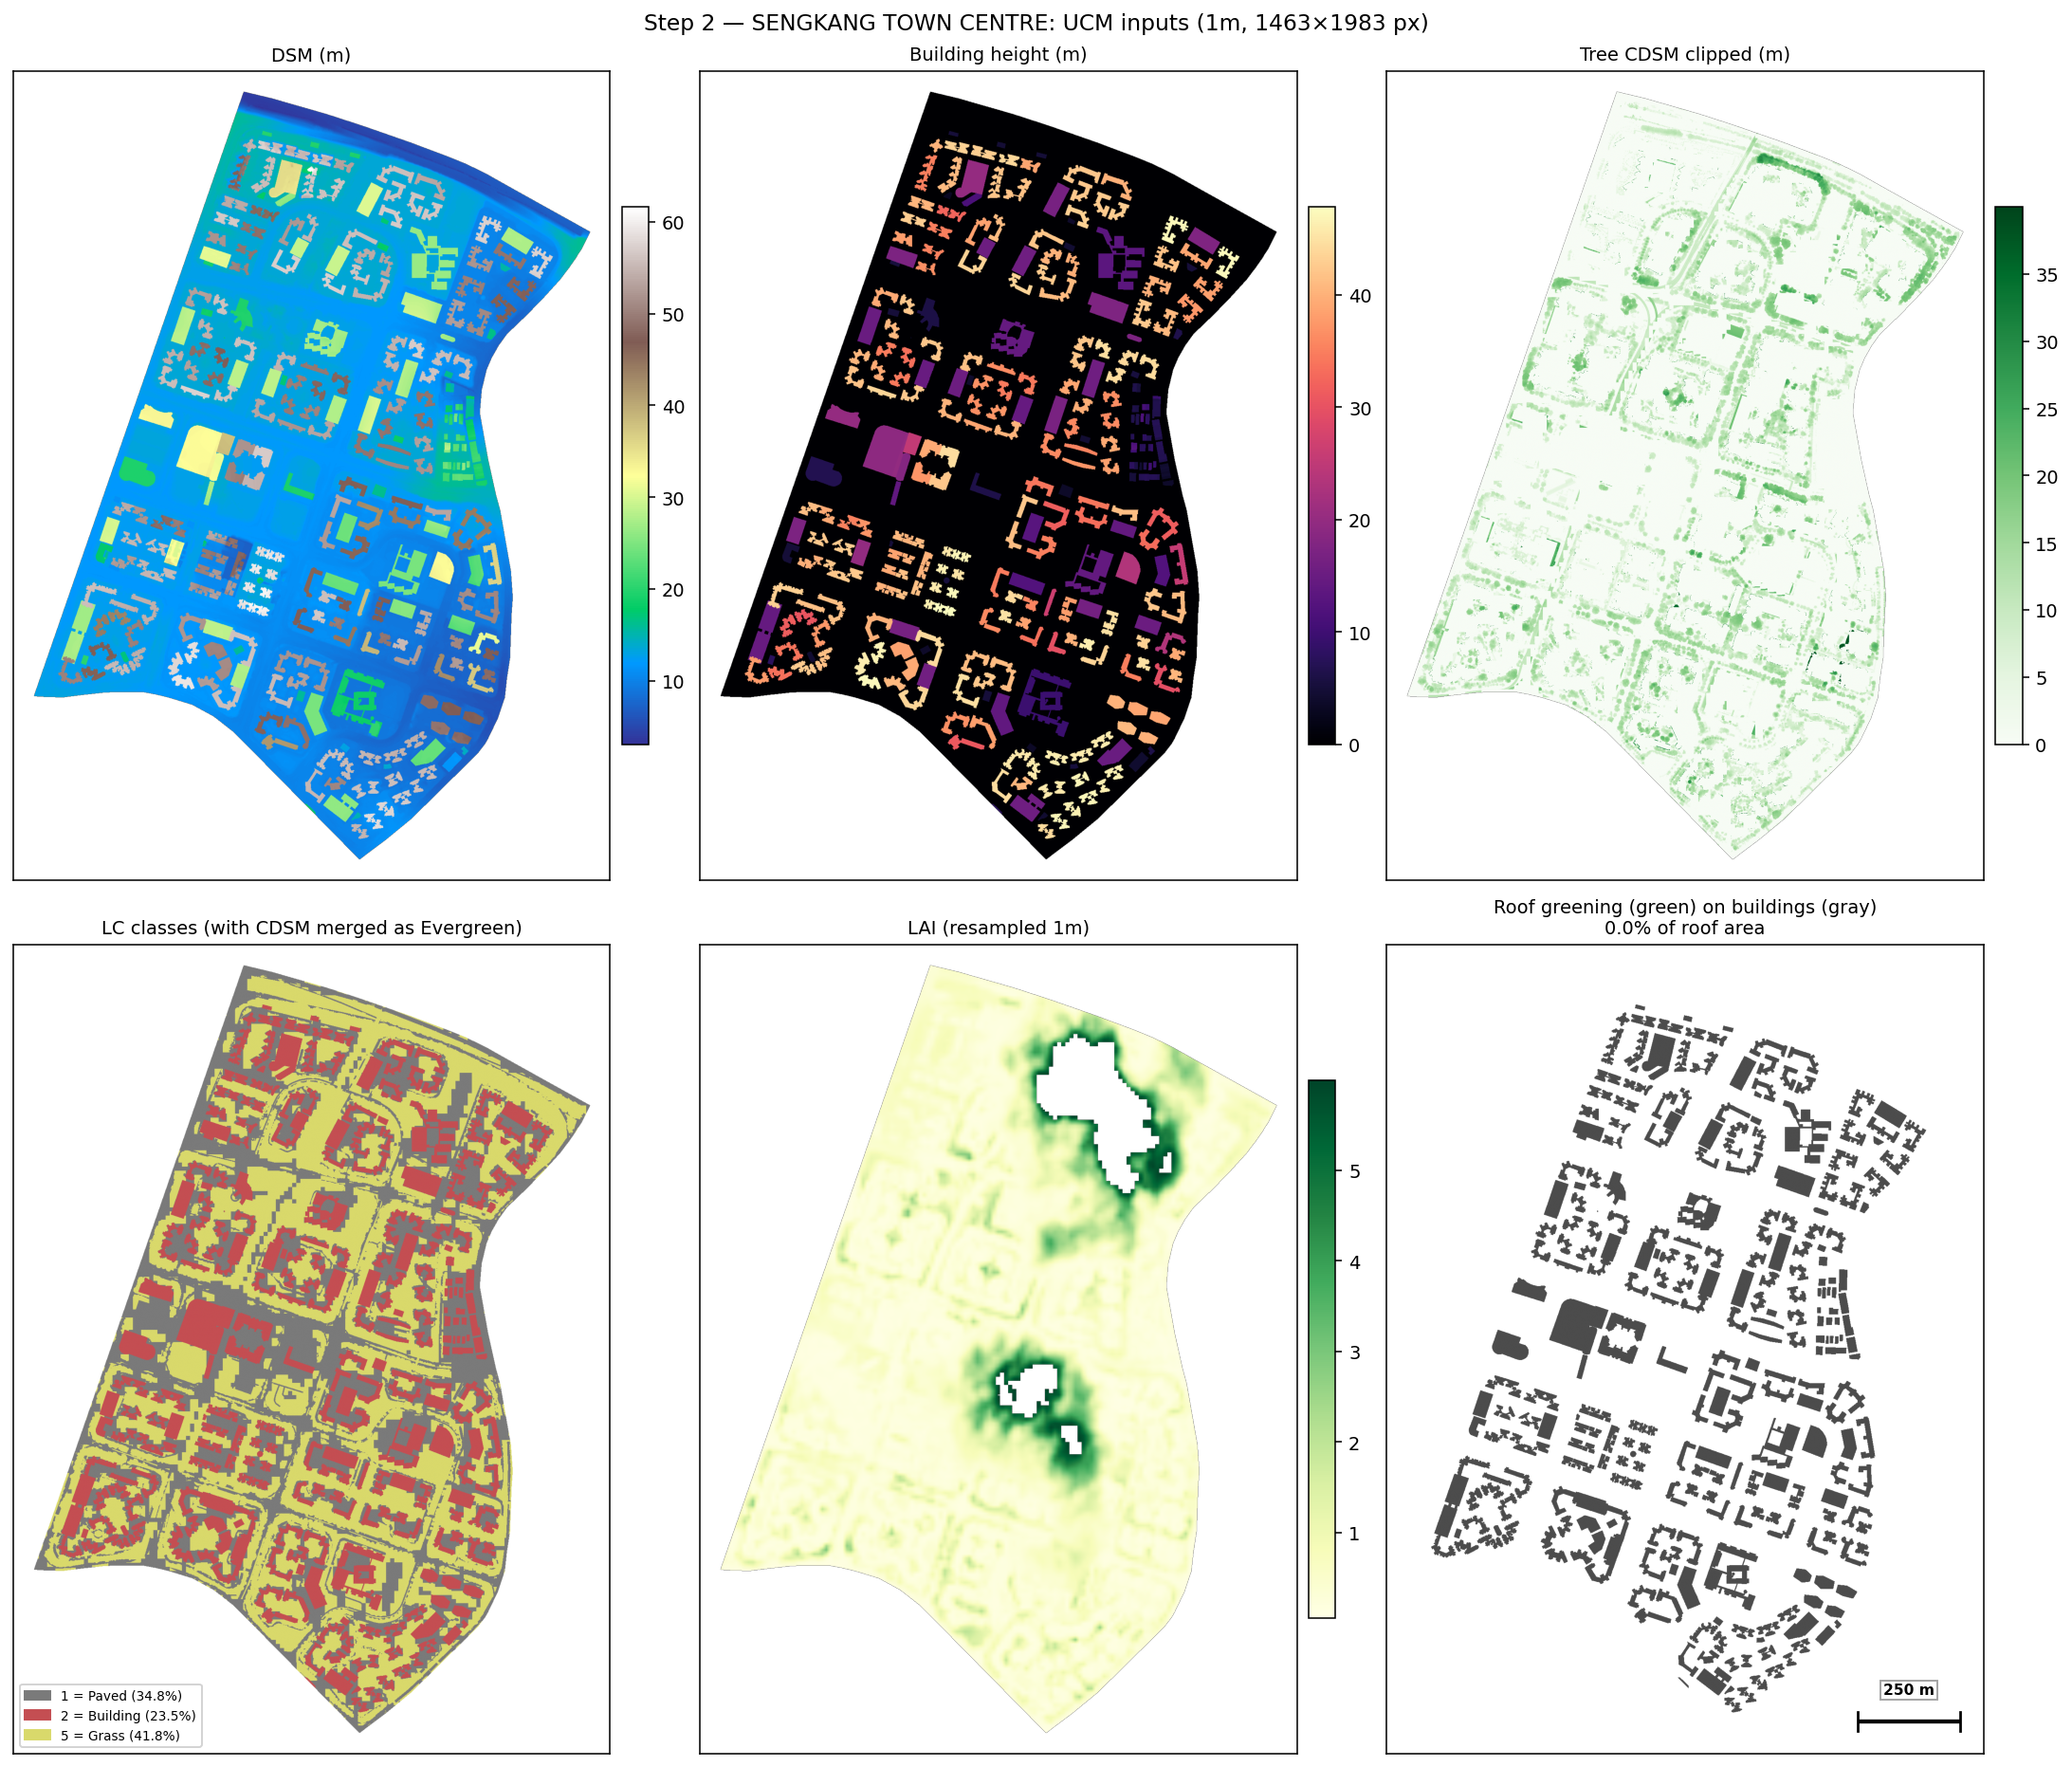 Step 2 — SENGKANG TOWN CENTRE: UCM inputs (1m, 1463×1983 px)
DSM (m)
60
50
40
30
20
10
Building height (m)
40
30
20
10
0
Tree CDSM clipped (m)
35
30
25
20
15
10
5
0
LC classes (with CDSM merged as Evergreen)
1 = Paved (34.8%)
2 = Building (23.5%)
5 = Grass (41.8%)
LAI (resampled 1m)
5
4
3
2
1
Roof greening (green) on buildings (gray)
0.0% of roof area
250 m